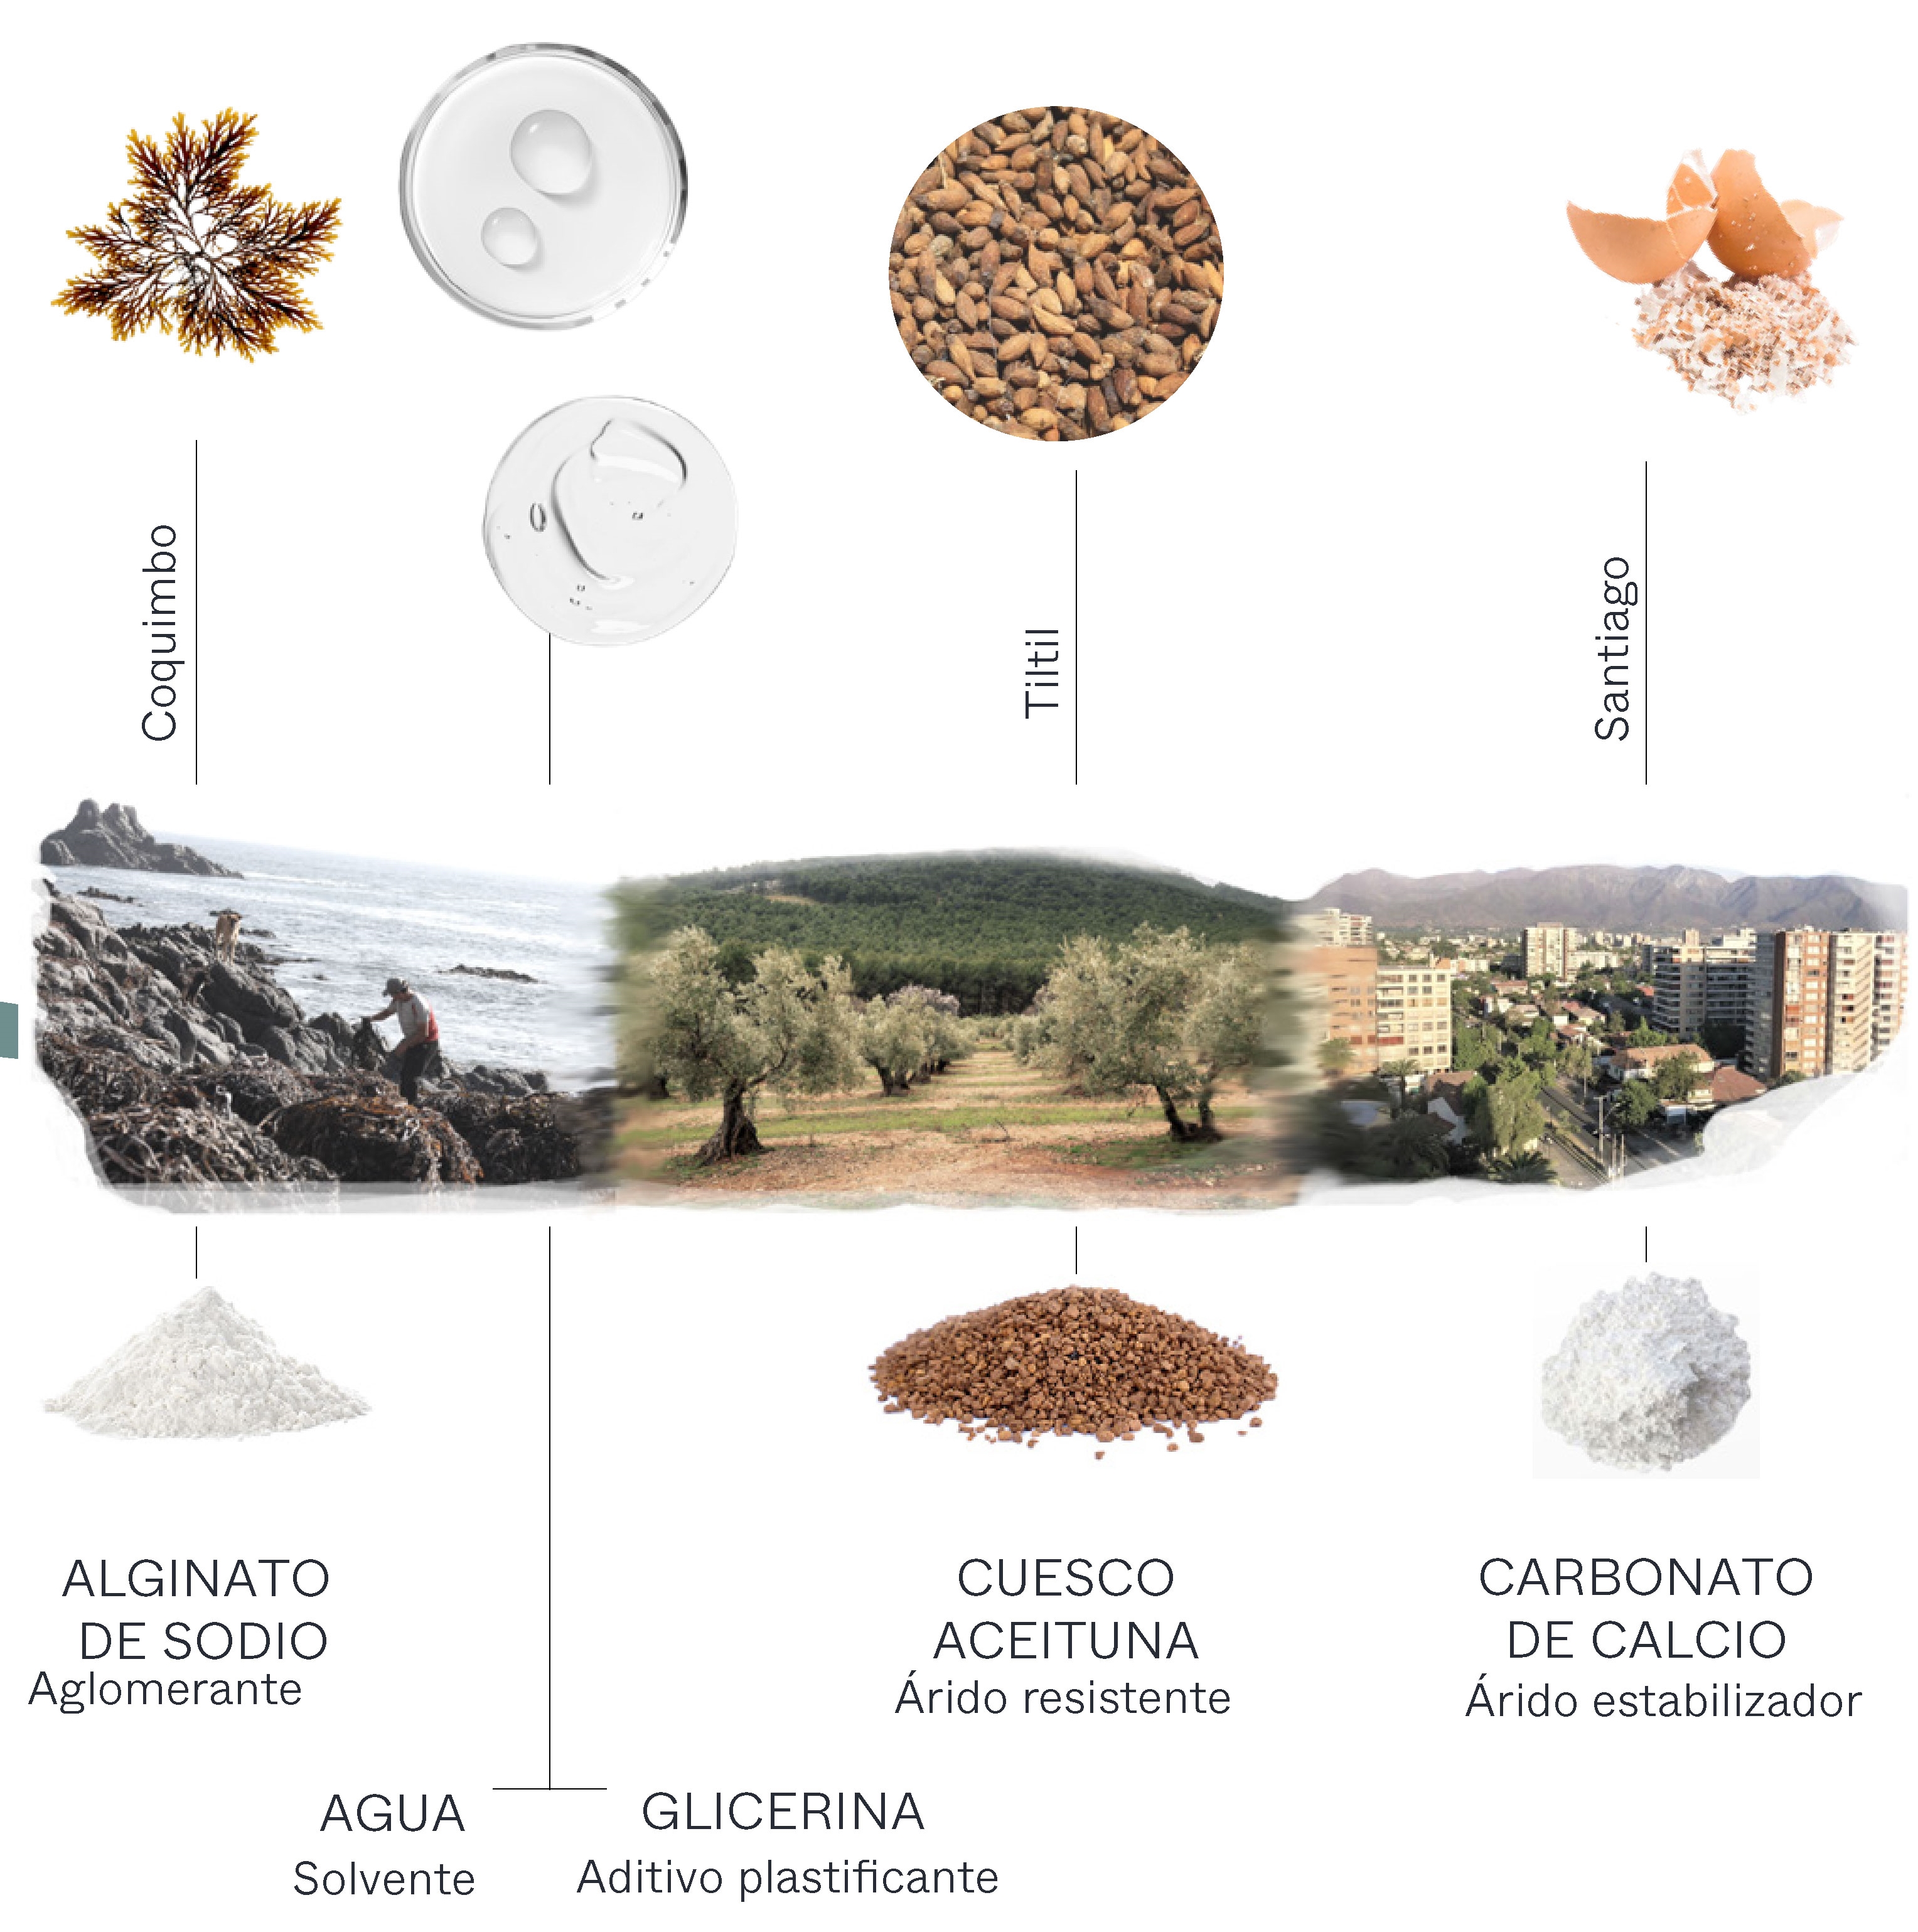 Coquimbo
Tiltil
Santiago
ALGINATO
DE SODIO
Aglomerante
CUESCO
ACEITUNA
Árido resistente
CARBONATO
DE CALCIO
Árido estabilizador
AGUA
Solvente
GLICERINA
Aditivo plastificante